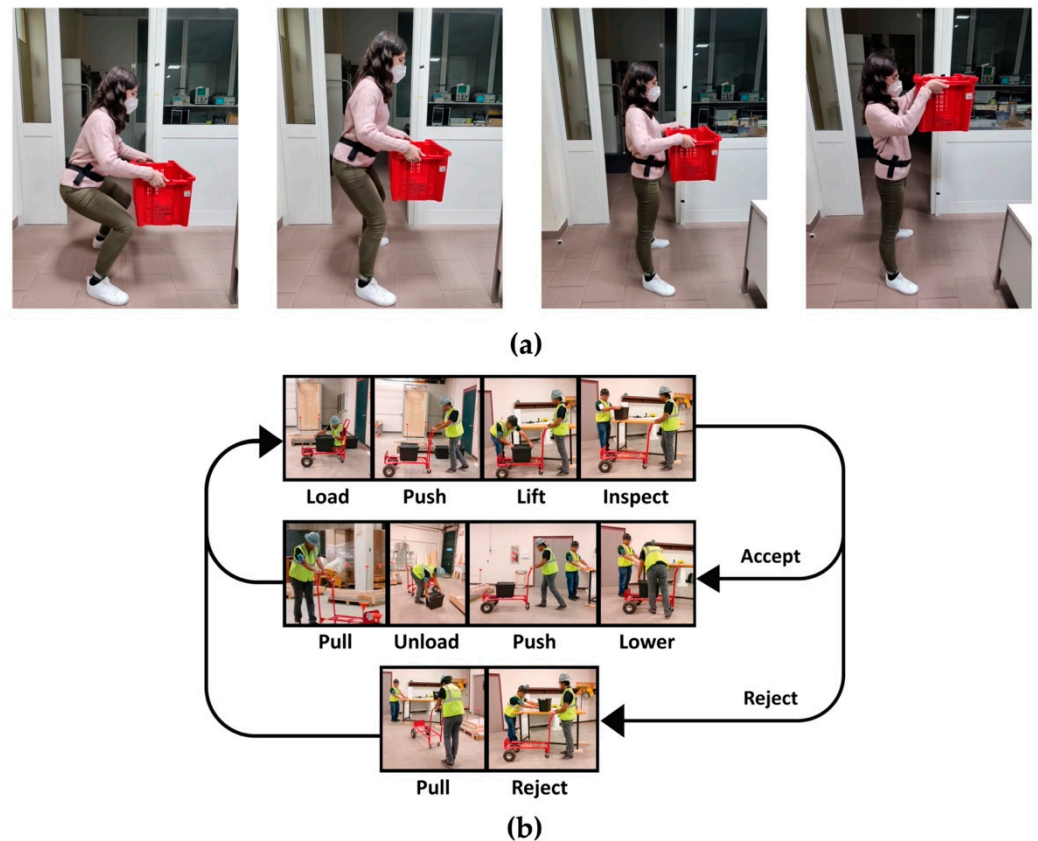 (a)
Load Push Lift Inspect
Accept
Pull Unload Push Lower
Reject
Pull Reject
(b)